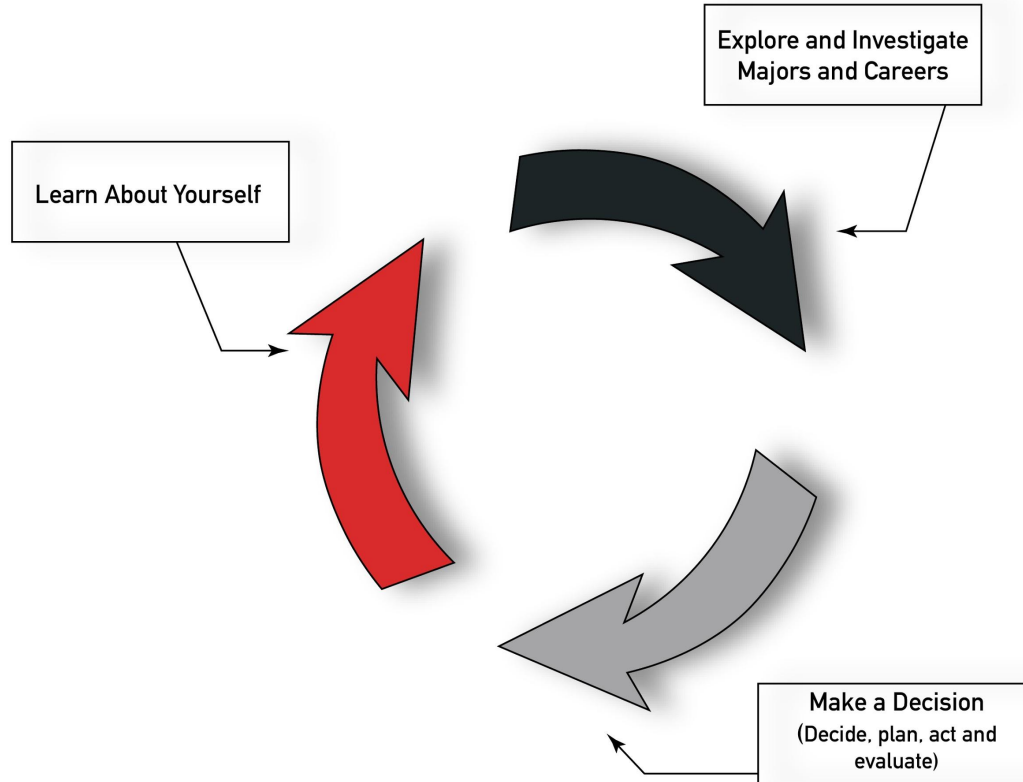 Explore and Investigate
Majors and Careers
Learn About Yourself
Make a Decision
(Decide, plan, act and
evaluate)